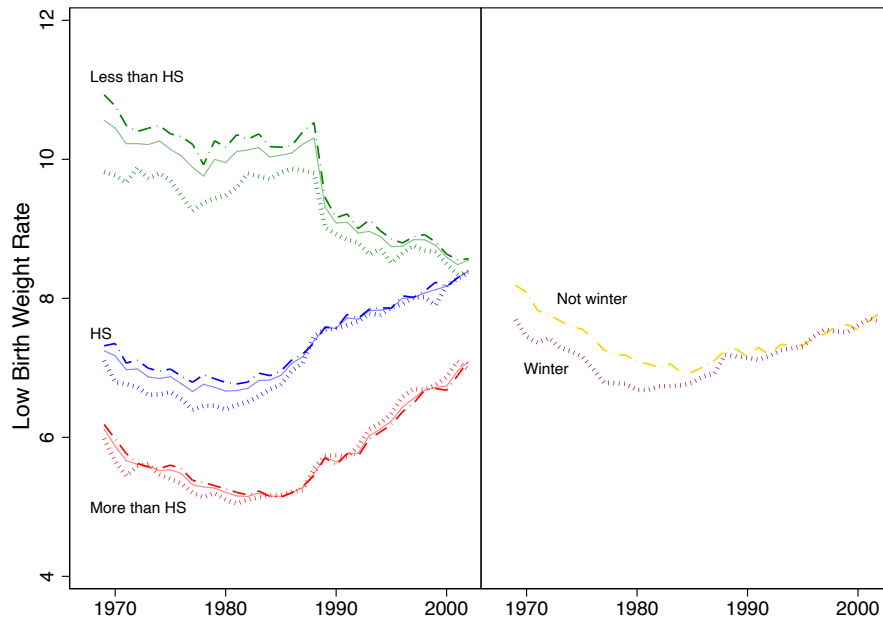 Low Birth Weight Rate
12
10
8
6
4
Less than HS
HS
More than HS
Not winter
Winter
1970 1980 1990 2000
1970 1980 1990 2000